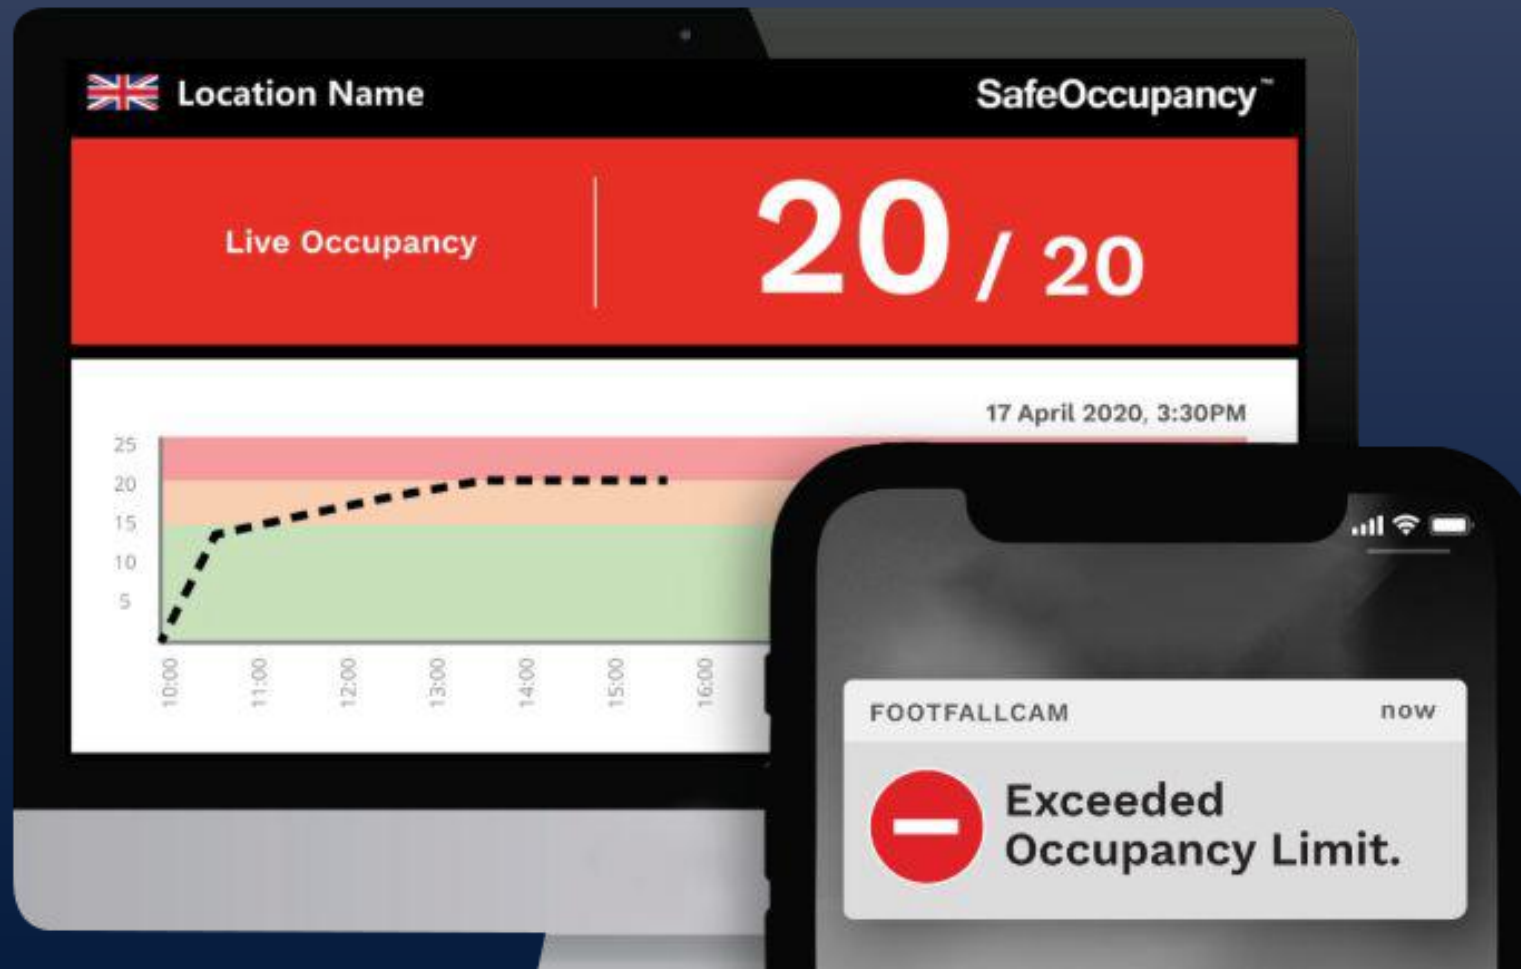 Location Name
SafeOccupancy™
Live Occupancy
20 / 20
17 April 2020, 3:30PM
25
20
15
10
5
10:00
11:00
12:00
13:00
14:00
15:00
16:00
FOOTFALLCAM
now
Exceeded
Occupancy Limit.